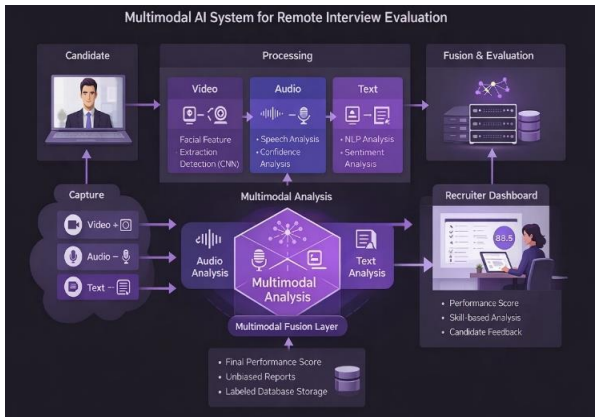 Multimodal AI System for Remote Interview Evaluation
Candidate
Processing
Fusion & Evaluation
Video
Audio
Text
Facial Feature
• Extraction
Detection (CNN)
• Speech Analysis
• Confidence
Analysis
• NLP Analysis
• Sentiment
Analysis
Capture
Video
Audio
Text
Multimodal Analysis
Audio
Analysis
Multimodal
Analysis
Text
Analysis
Multimodal Fusion Layer
• Final Performance Score
• Unbiased Reports
• Labeled Database Storage
Recruiter Dashboard
88.5
• Performance Score
• Skill-based Analysis
• Candidate Feedback